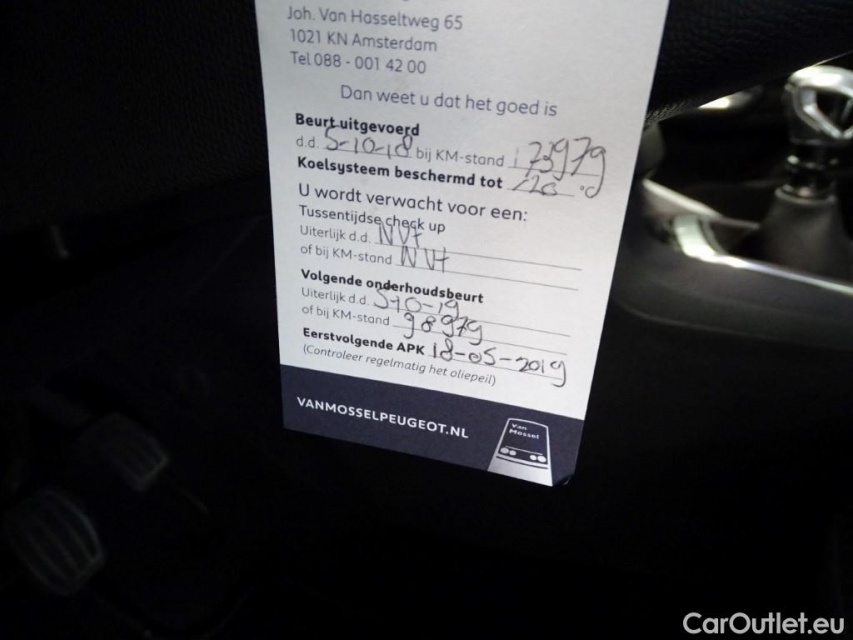 Joh. Van Hasseltweg 65
1021 KN Amsterdam
Tel 088 - 001 42 00
Dan weet u dat het goed is
Beurt uitgevoerd
d.d. 5-10-18 bij KM-stand 73979
Koelsysteem beschermd tot
U wordt verwacht voor een:
Tussentijdse check up
Uiterlijk d.d. NVt
of bij KM-stand NVt
Volgende onderhoudsbeurt
Uiterlijk d.d. 5-10-19
of bij KM-stand 98979
Eerstvolgende APK 18-05-2019
(Controleer regelmatig het oliepeil)
VANMOSSELPEUGEOT.NL
Van
Mossel
CarOutlet.eu